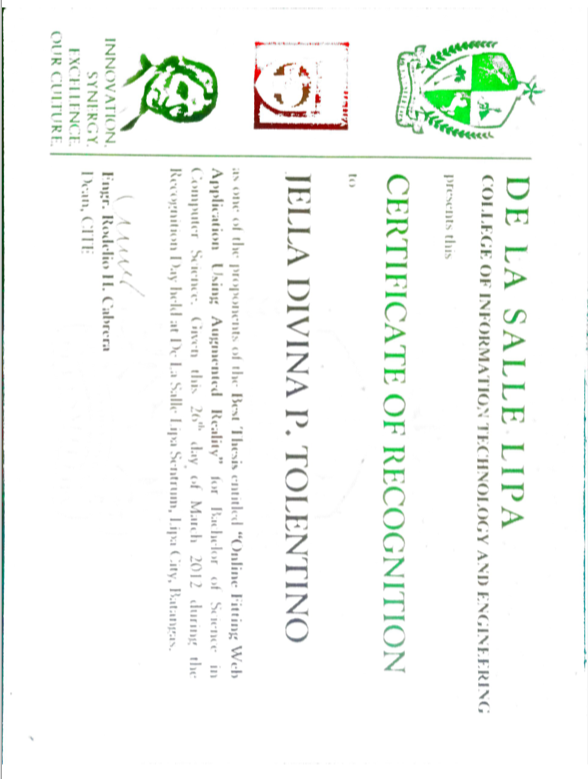 DE LA SALLE LIPA
COLLEGE OF INFORMATION TECHNOLOGY AND ENGINEERING
presents this
CERTIFICATE OF RECOGNITION
to
JELLA DIVINA P. TOLENTINO
as one of the proponents of the Best Thesis entitled “Online Fitting Web
Application Using Augmented Reality” for Bachelor of Science in
Computer Science. Given this 26th day of March 2012 during the
Recognition Day held at De La Salle Lipa Sentrum, Lipa City, Batangas.
Engr. Rodelio H. Cabrera
Dean, CITE
INNOVATION.
SYNERGY.
EXCELLENCE.
OUR CULTURE.